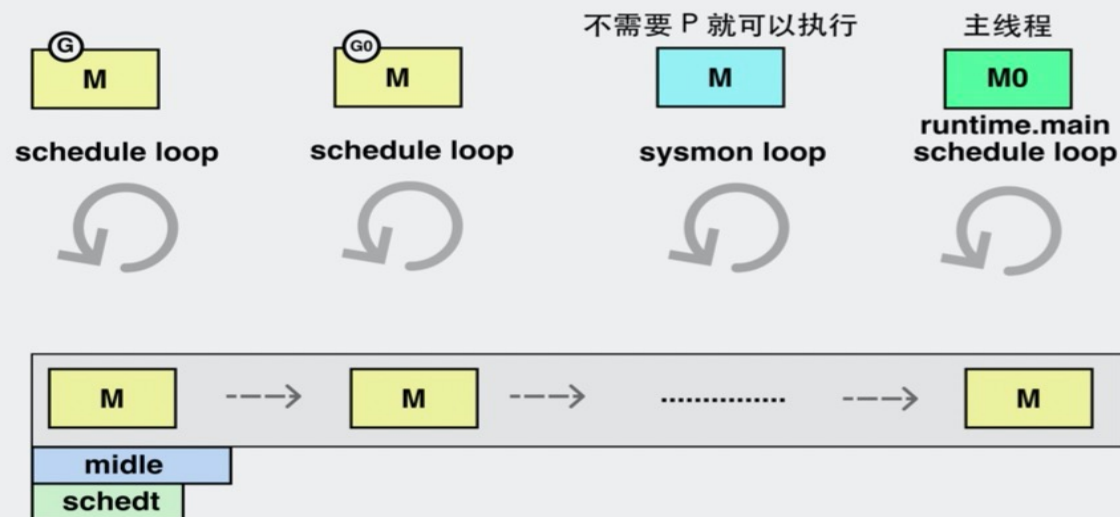 不需要 P 就可以执行
主线程
G
M
G0
M
M
M0
schedule loop
schedule loop
sysmon loop
runtime.main
schedule loop
M
M
...............
M
midle
schedt